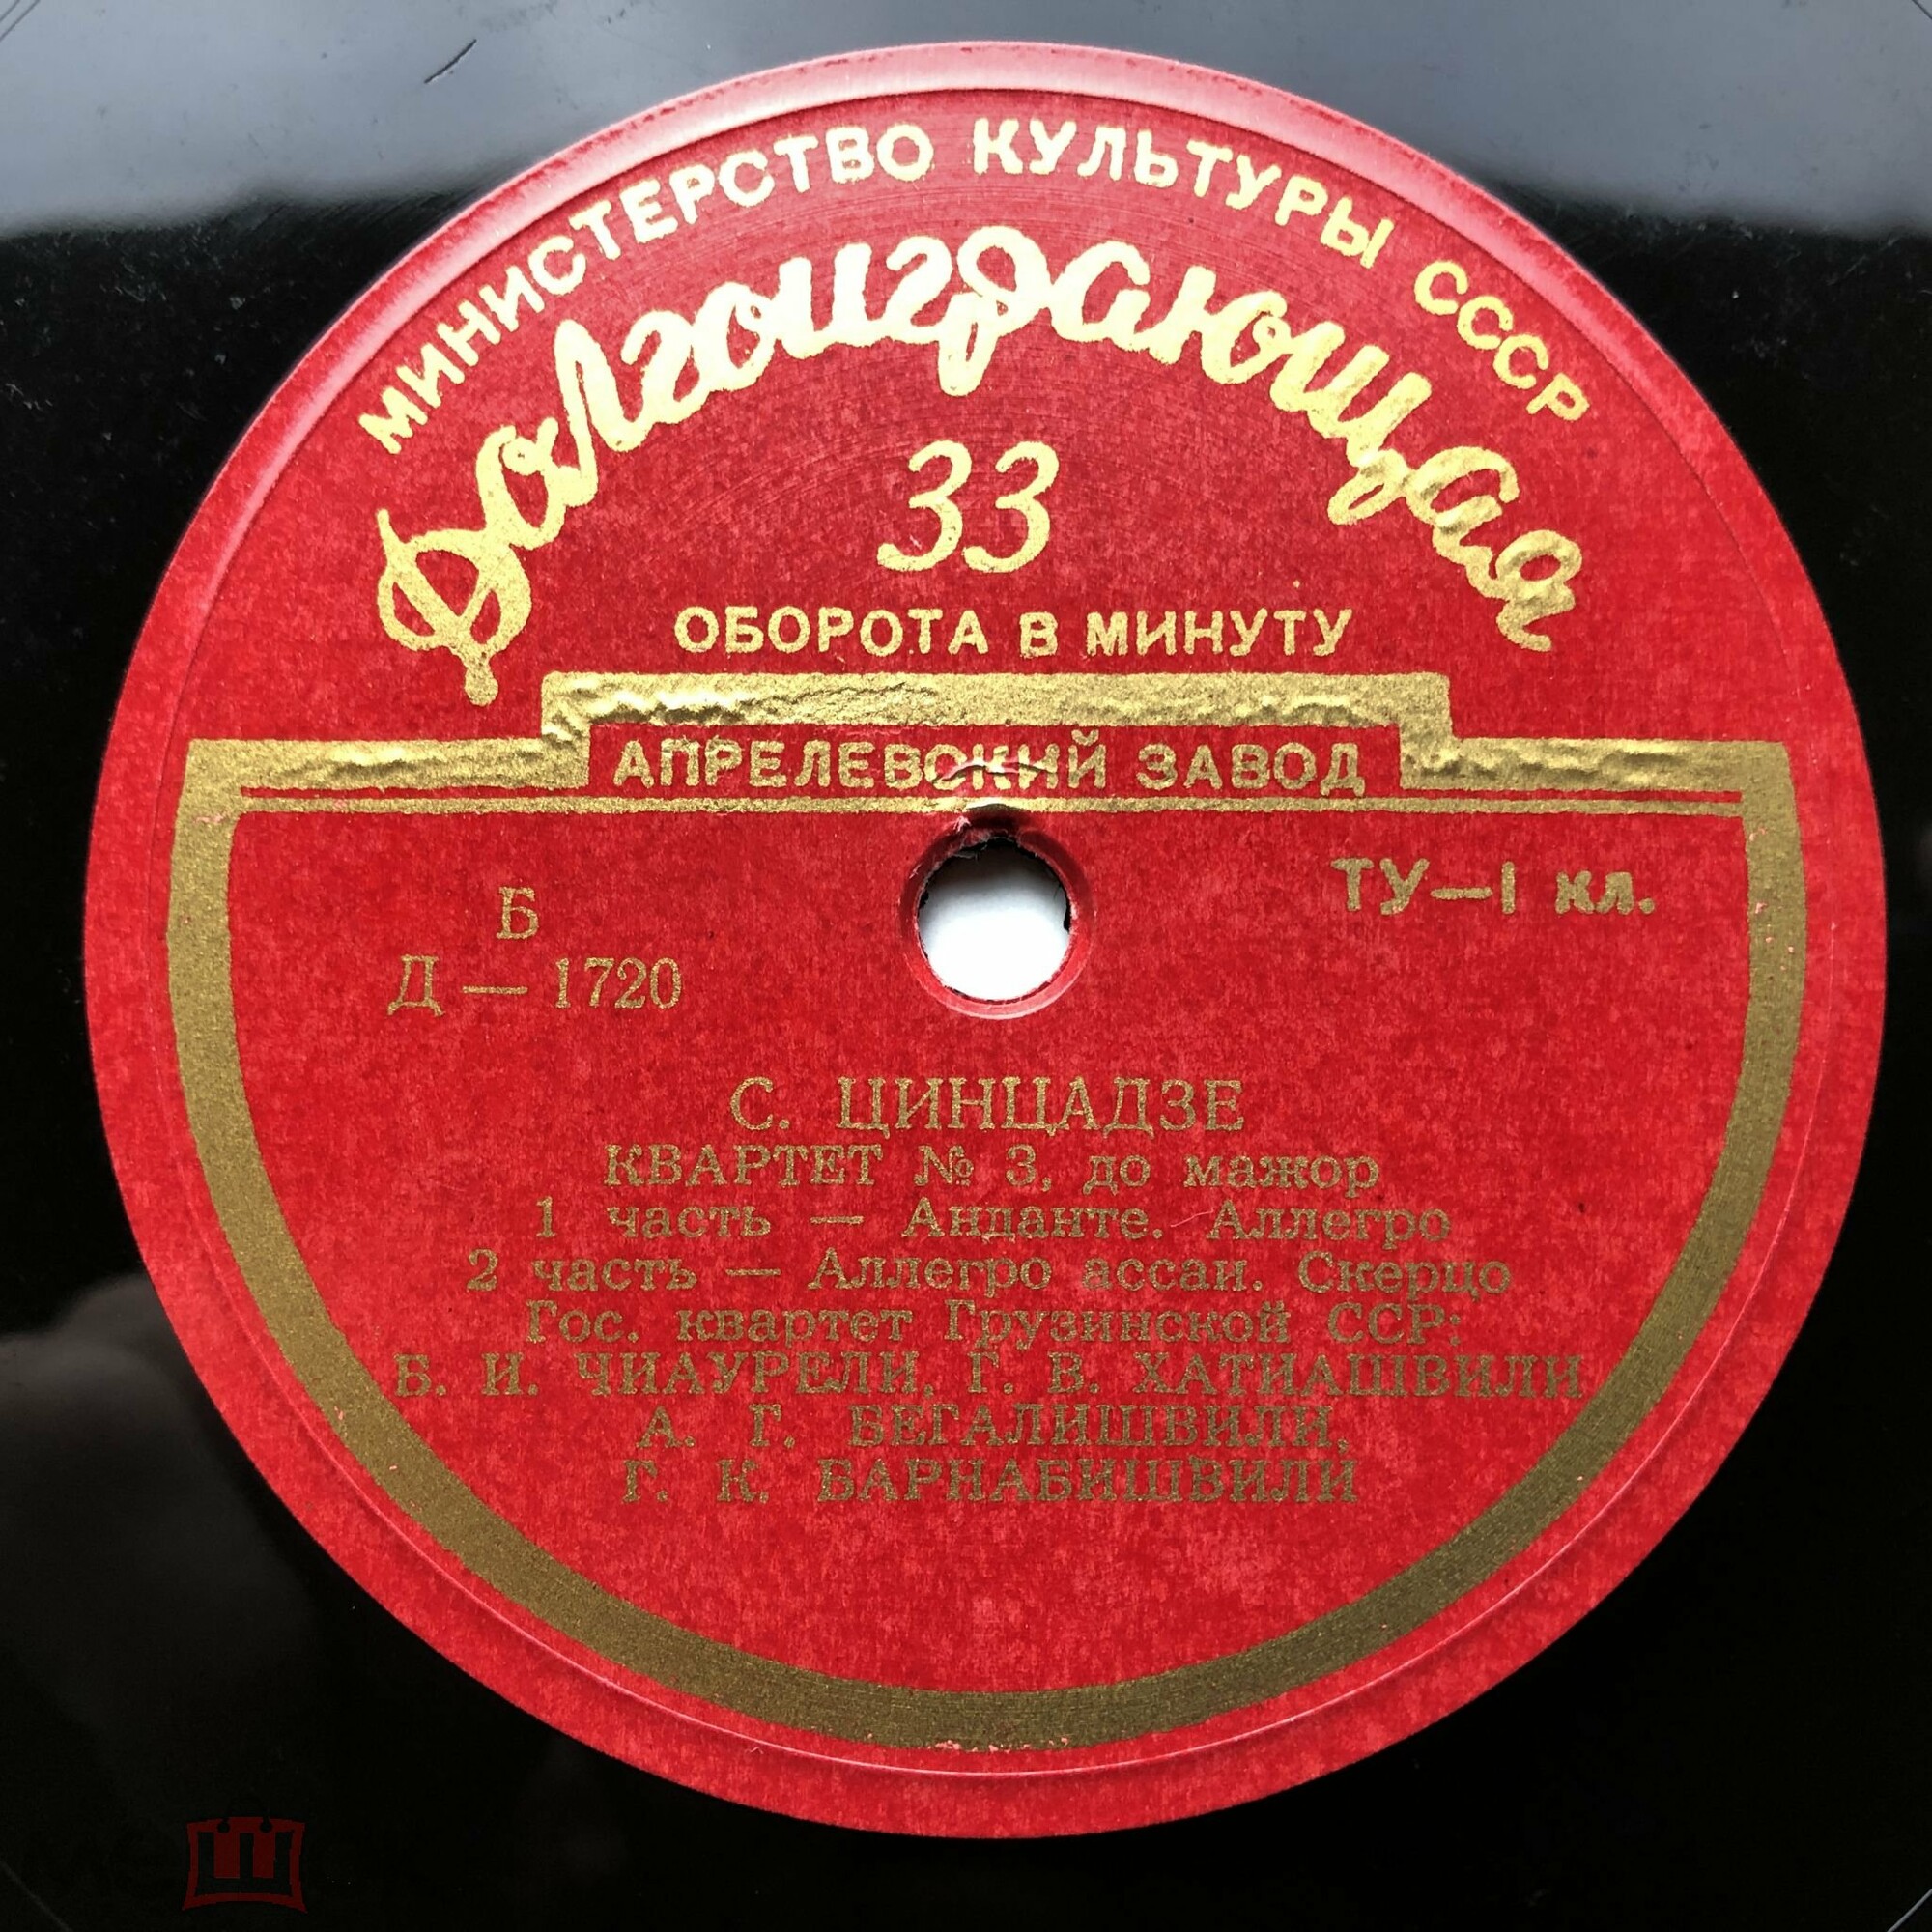 МИНИСТЕРСТВО КУЛЬТУРЫ СССР
Долгоиграющая
33
ОБОРОТА В МИНУТУ
АПРЕЛЕВСКИЙ ЗАВОД
ТУ—I кл.
Б
Д — 1720
С. ЦИНЦАДЗЕ
КВАРТЕТ № 3, до мажор
1 часть — Анданте. Аллегро
2 часть — Аллегро ассаи. Скерцо
Гос. квартет Грузинской ССР:
Б. И. ЧИАУРЕЛИ, Г. В. ХАТИАШВИЛИ
А. Г. БЕГАЛИШВИЛИ,
Г. К. БАРНАБИШВИЛИ
Ш